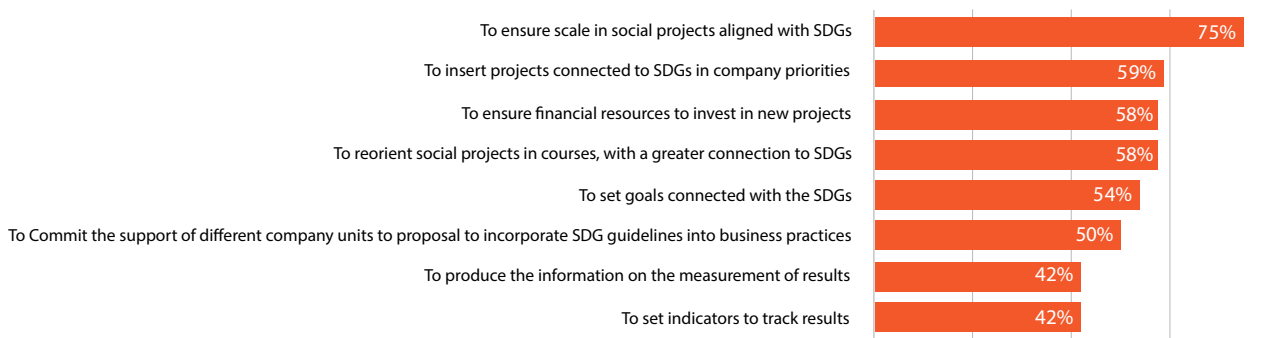 To ensure scale in social projects aligned with SDGs 75%
To insert projects connected to SDGs in company priorities 59%
To ensure financial resources to invest in new projects 58%
To reorient social projects in courses, with a greater connection to SDGs 58%
To set goals connected with the SDGs 54%
To Commit the support of different company units to proposal to incorporate SDG guidelines into business practices 50%
To produce the information on the measurement of results 42%
To set indicators to track results 42%